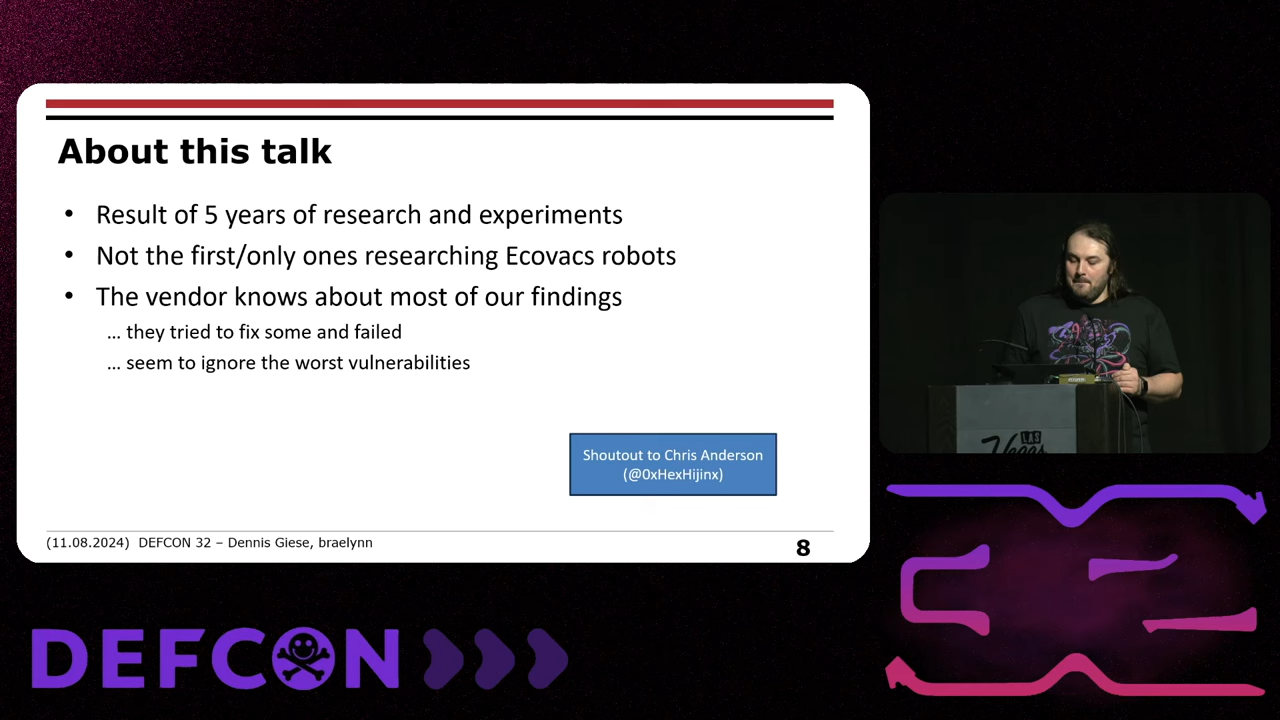 About this talk
• Result of 5 years of research and experiments
• Not the first/only ones researching Ecovacs robots
• The vendor knows about most of our findings
... they tried to fix some and failed
... seem to ignore the worst vulnerabilities
Shoutout to Chris Anderson
(@0xHexHijinx)
(11.08.2024) DEFCON 32 – Dennis Giese, braelynn
8
LAS
Vegas
DEFCON